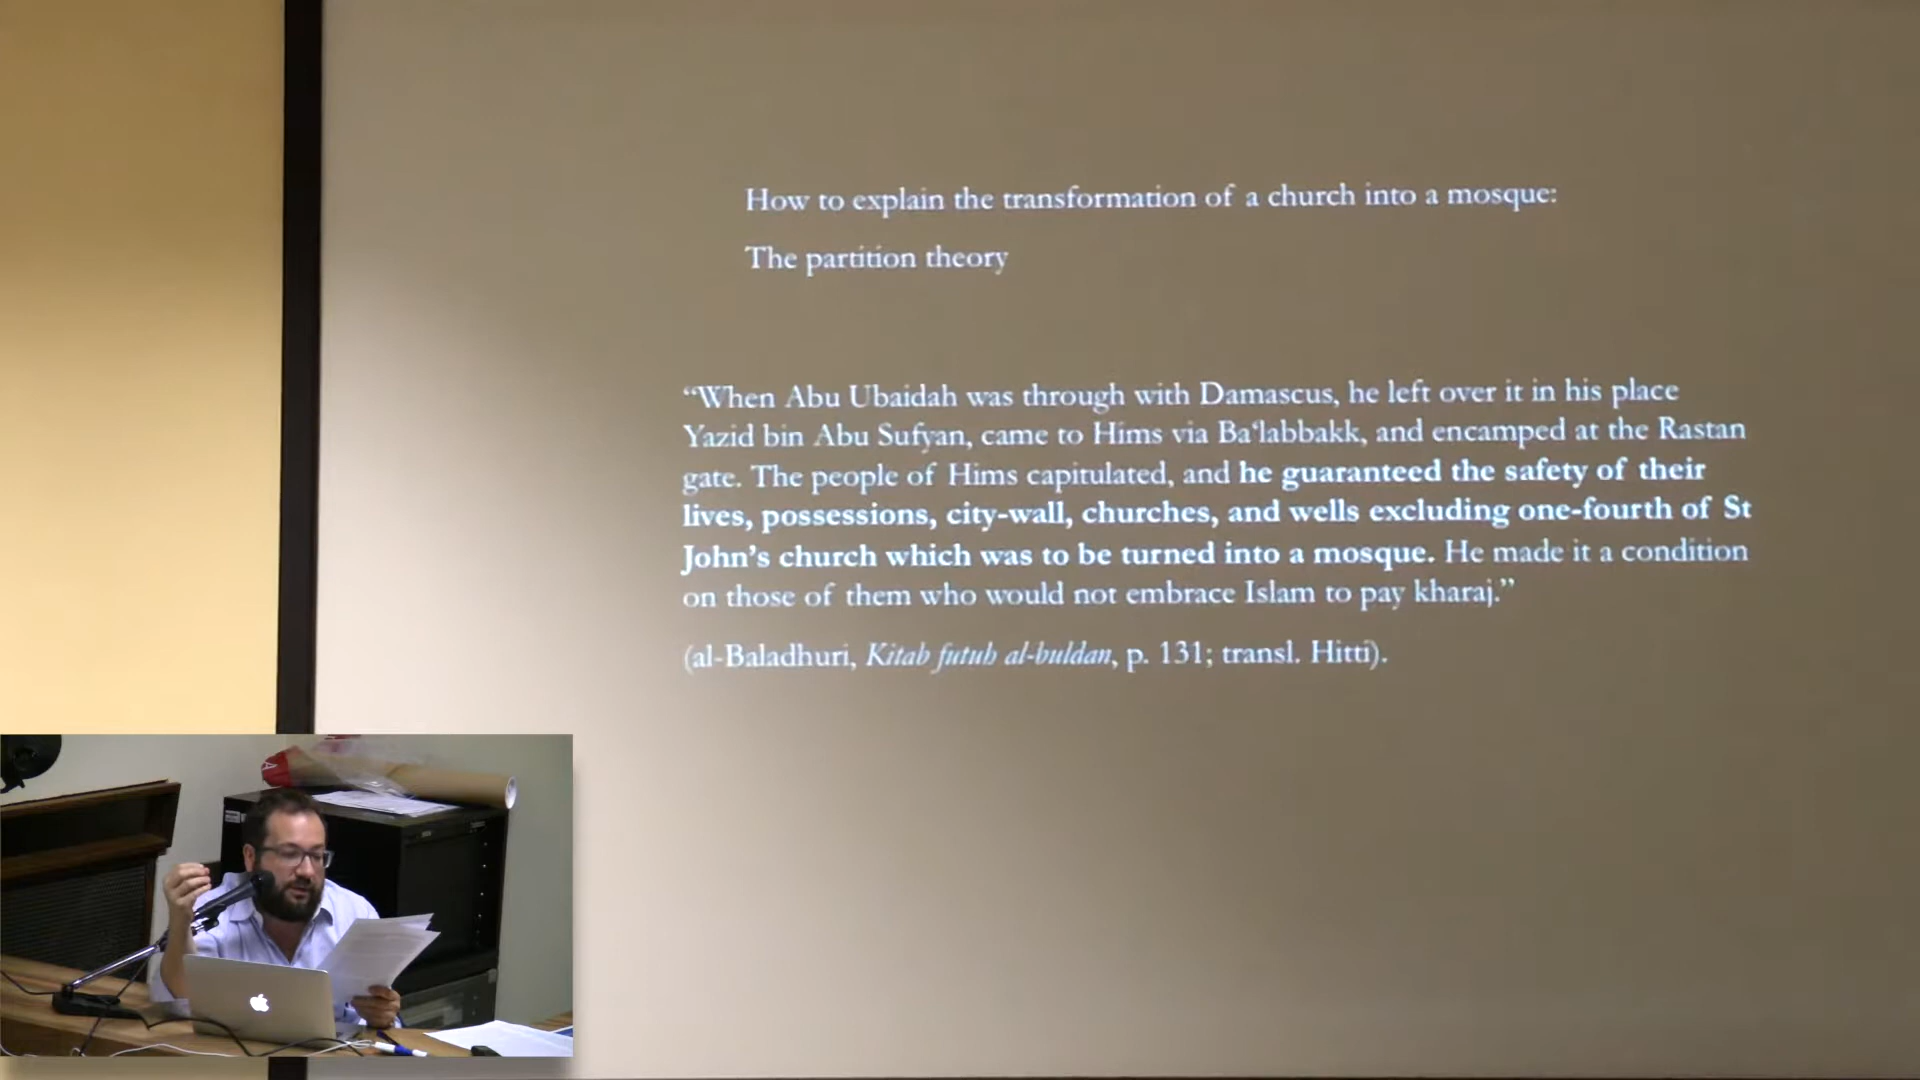 How to explain the transformation of a church into a mosque:
The partition theory
“When Abu Ubaidah was through with Damascus, he left over it in his place
Yazid bin Abu Sufyan, came to Hims via Ba‘labbakk, and encamped at the Rastan
gate. The people of Hims capitulated, and he guaranteed the safety of their
lives, possessions, city-wall, churches, and wells excluding one-fourth of St
John’s church which was to be turned into a mosque. He made it a condition
on those of them who would not embrace Islam to pay kharaj.”
(al-Baladhuri, Kitab futuh al-buldan, p. 131; transl. Hitti).